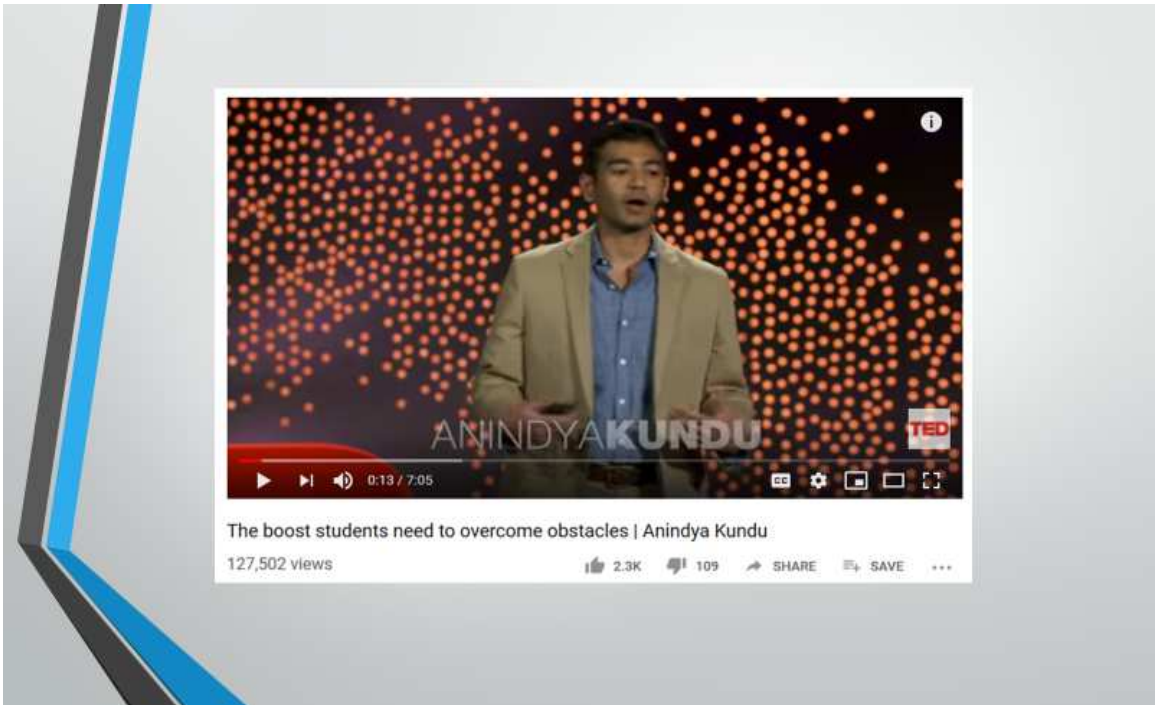 ANINDYAKUNDU
TED
0:13 / 7:05
CC
The boost students need to overcome obstacles | Anindya Kundu
127,502 views 2.3K 109 SHARE SAVE